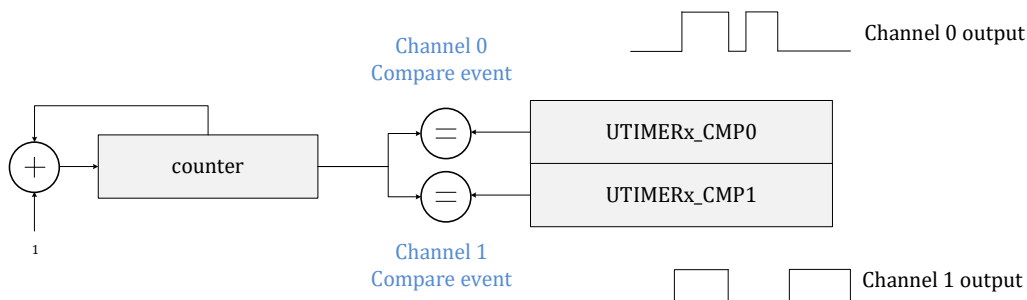 Channel 0
Compare event
Channel 0 output
UTIMERx_CMP0
counter
UTIMERx_CMP1
1
Channel 1
Compare event
Channel 1 output